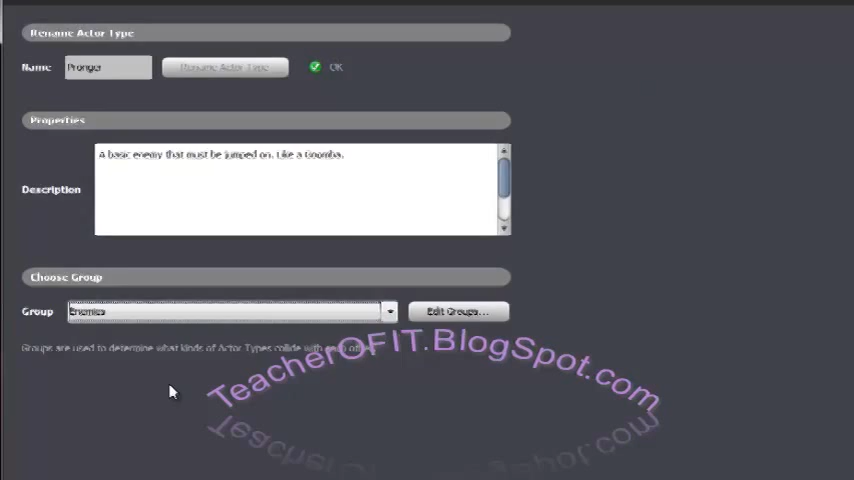 Rename Actor Type
Name Pronger Rename Actor Type OK
Properties
A basic enemy that must be jumped on. Like a Goomba.
Description
Choose Group
Group Enemies Edit Groups...
Groups are used to determine what kinds of Actor Types collide with each other.
TeacherOFIT.BlogSpot.com